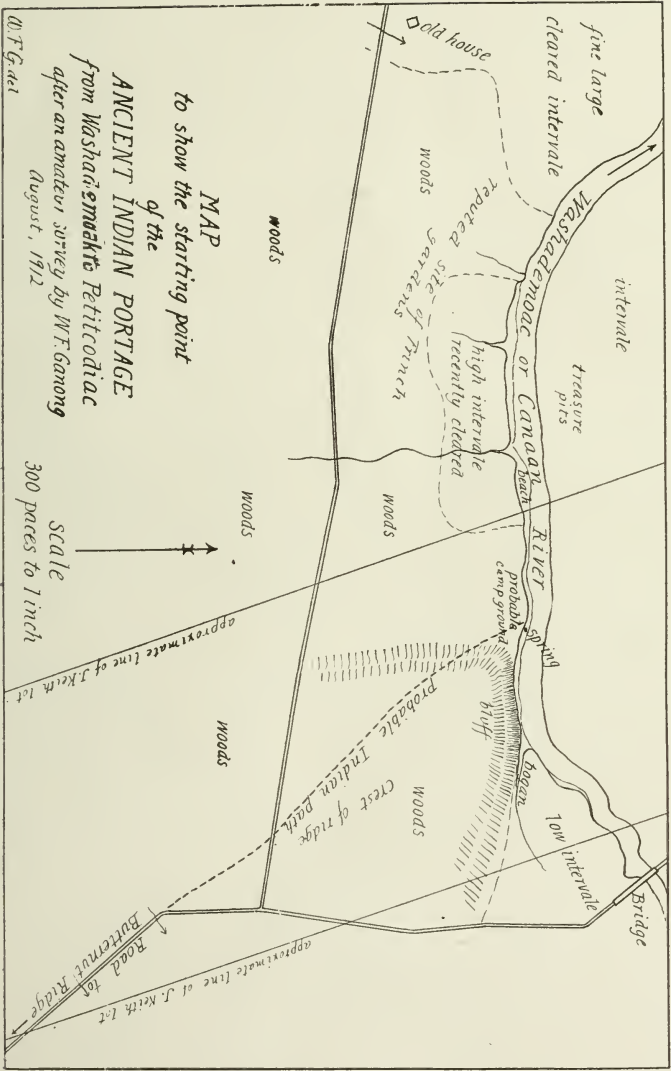 fine large
cleared intervale
old house
Washademoac or Canaan River
intervale
treasure
pits
woods
reputed site of French
gardens
high intervale
recently cleared
beach
woods
probable
campground
spring
bluff
bogan
low intervale
Bridge
woods
probable Indian path
crest of ridge
woods
woods
woods
approximate line of J. Keith lot
approximate line of J. Keith lot
Road to
Butternut Ridge
MAP
to show the starting point
of the
ANCIENT INDIAN PORTAGE
from Washademoak to Petitcodiac
after an amateur survey by W.F. Ganong
August, 1912
scale
300 paces to 1 inch
W.F.G. del